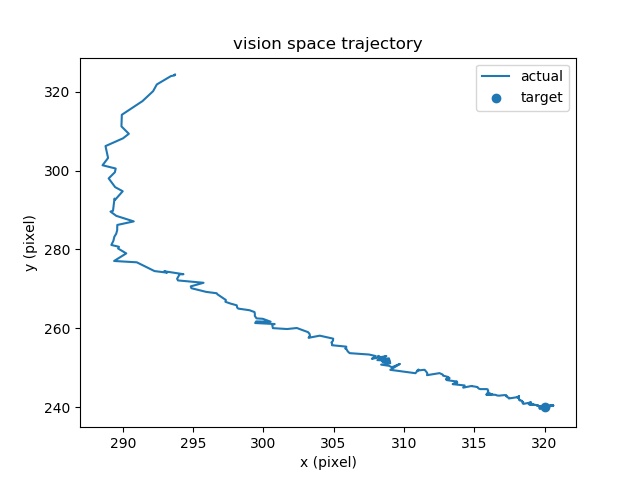 vision space trajectory
actual
target
y (pixel)
320
300
280
260
240
290
295
300
305
310
315
320
x (pixel)